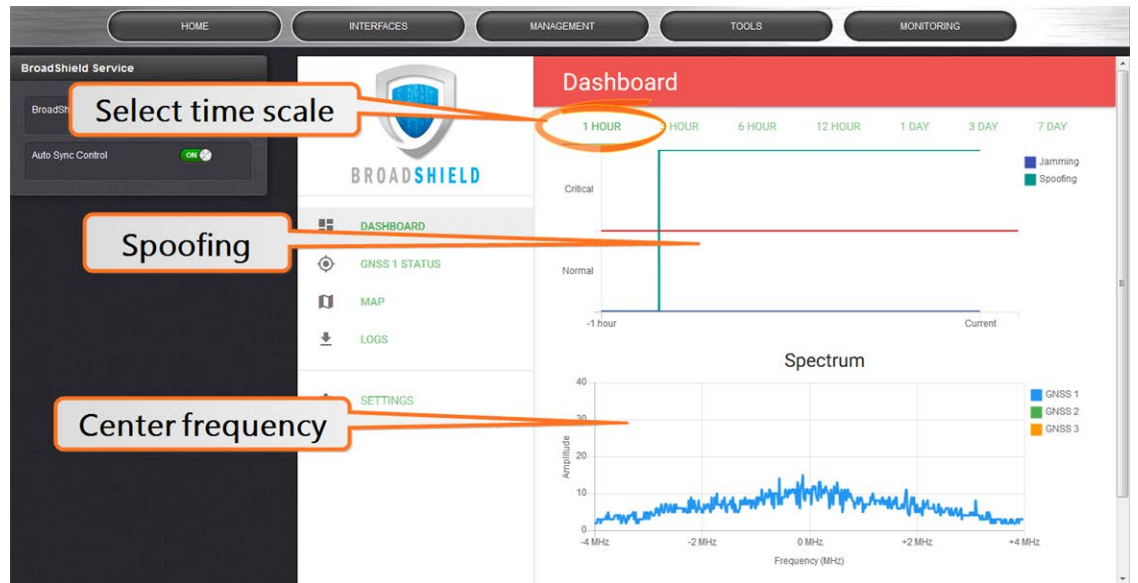 HOME
INTERFACES
MANAGEMENT
TOOLS
MONITORING
BroadShield Service
Auto Sync Control
ON
Select time scale
BROADSHIELD
DASHBOARD
GNSS 1 STATUS
MAP
LOGS
SETTINGS
Spoofing
Center frequency
Dashboard
1 HOUR
HOUR
6 HOUR
12 HOUR
1 DAY
3 DAY
7 DAY
Jamming
Spoofing
Critical
Normal
-1 hour
Current
Spectrum
GNSS 1
GNSS 2
GNSS 3
Amplitude
40
30
20
10
0
-4 MHz
-2 MHz
0 MHz
+2 MHz
+4 MHz
Frequency (MHz)